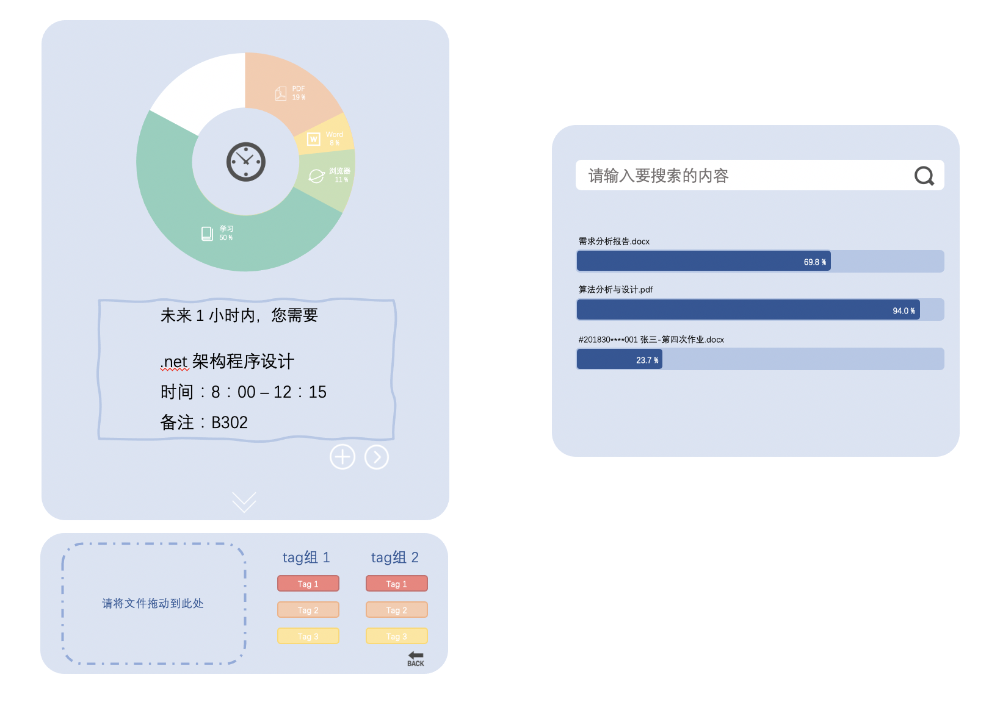 PDF
19 %
Word
8 %
浏览器
11 %
学习
50 %
未来 1 小时内，您需要
.net 架构程序设计
时间：8：00 – 12：15
备注：B302
请将文件拖动到此处
tag组 1
Tag 1
Tag 2
Tag 3
tag组 2
Tag 1
Tag 2
Tag 3
BACK
请输入要搜索的内容
需求分析报告.docx
69.8 %
算法分析与设计.pdf
94.0 %
#201830****001 张三-第四次作业.docx
23.7 %